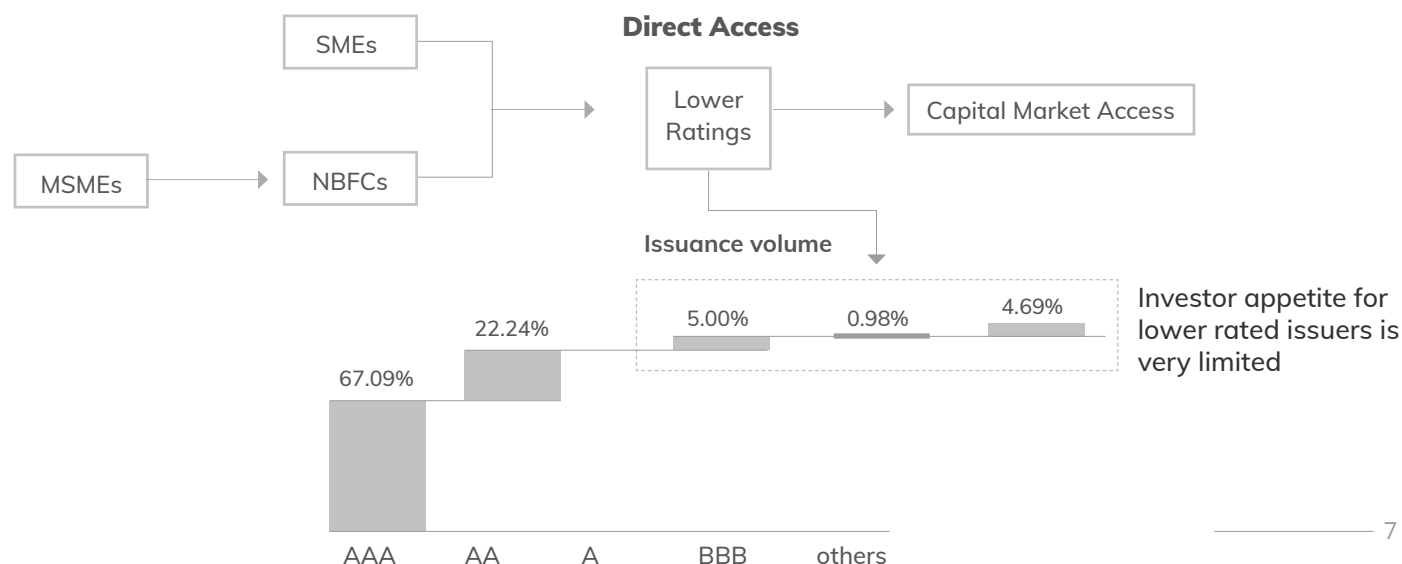 Direct Access
SMEs
Lower
Ratings
Capital Market Access
MSMEs
NBFCs
Issuance volume
67.09%
22.24%
5.00%
0.98%
4.69%
Investor appetite for
lower rated issuers is
very limited
AAA
AA
A
BBB
others
7